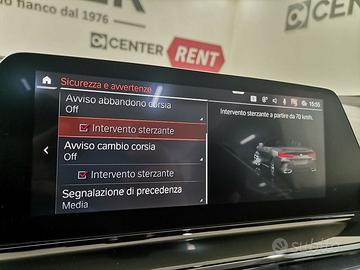 fianco dal 1976
CENTER
RENT
CENTER
Sicurezza e avvertenze
15:55
Avviso abbandono corsia
Off
Intervento sterzante
Avviso cambio corsia
Off
Intervento sterzante
Segnalazione di precedenza
Media
Intervento sterzante a partire da 70 km/h.
subito